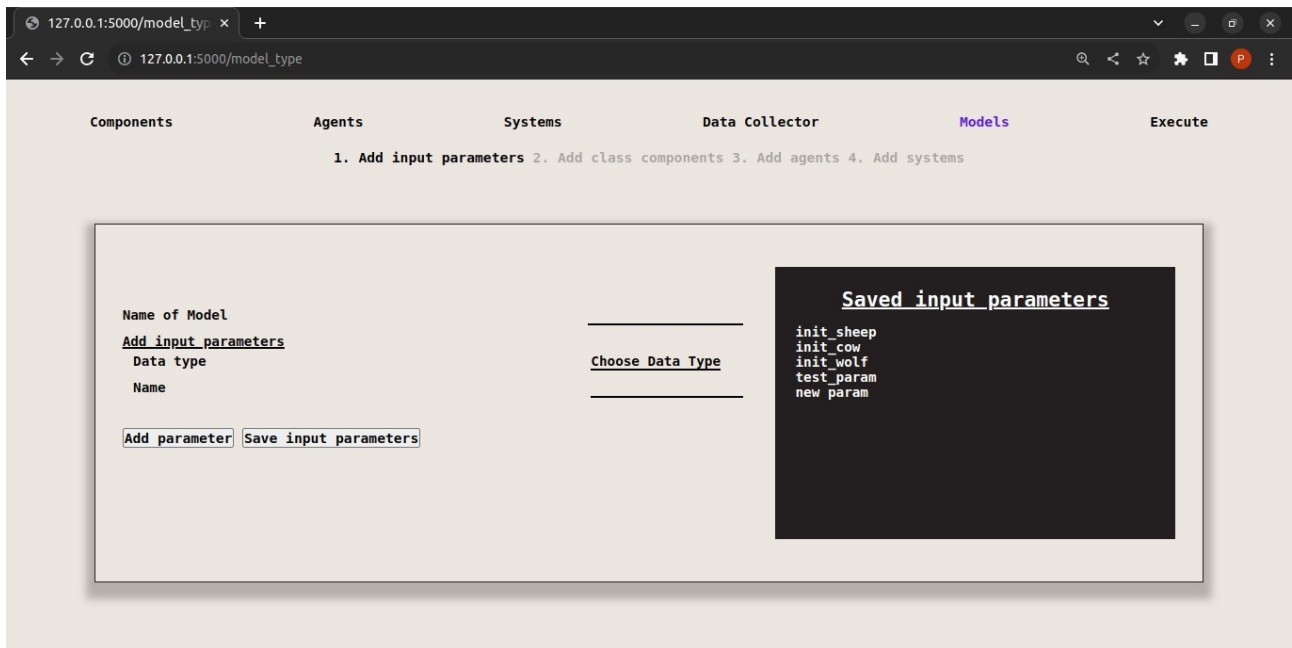 127.0.0.1:5000/model_typ
127.0.0.1:5000/model_type
P
Components Agents Systems Data Collector Models Execute
1. Add input parameters 2. Add class components 3. Add agents 4. Add systems
Saved input parameters
Name of Model
init_sheep
Add input parameters
init_cow
Data type Choose Data Type
init_wolf
test_param
Name
new param
Add parameter Save input parameters